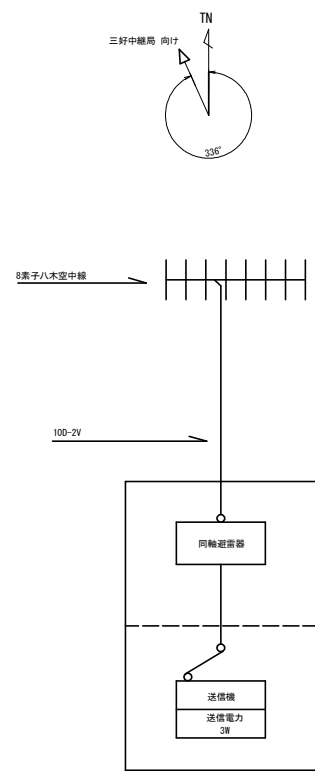 TN
三好中継局 向け
336°
8素子八木空中線
10D-2V
同軸避雷器
送信機
送信電力
3W